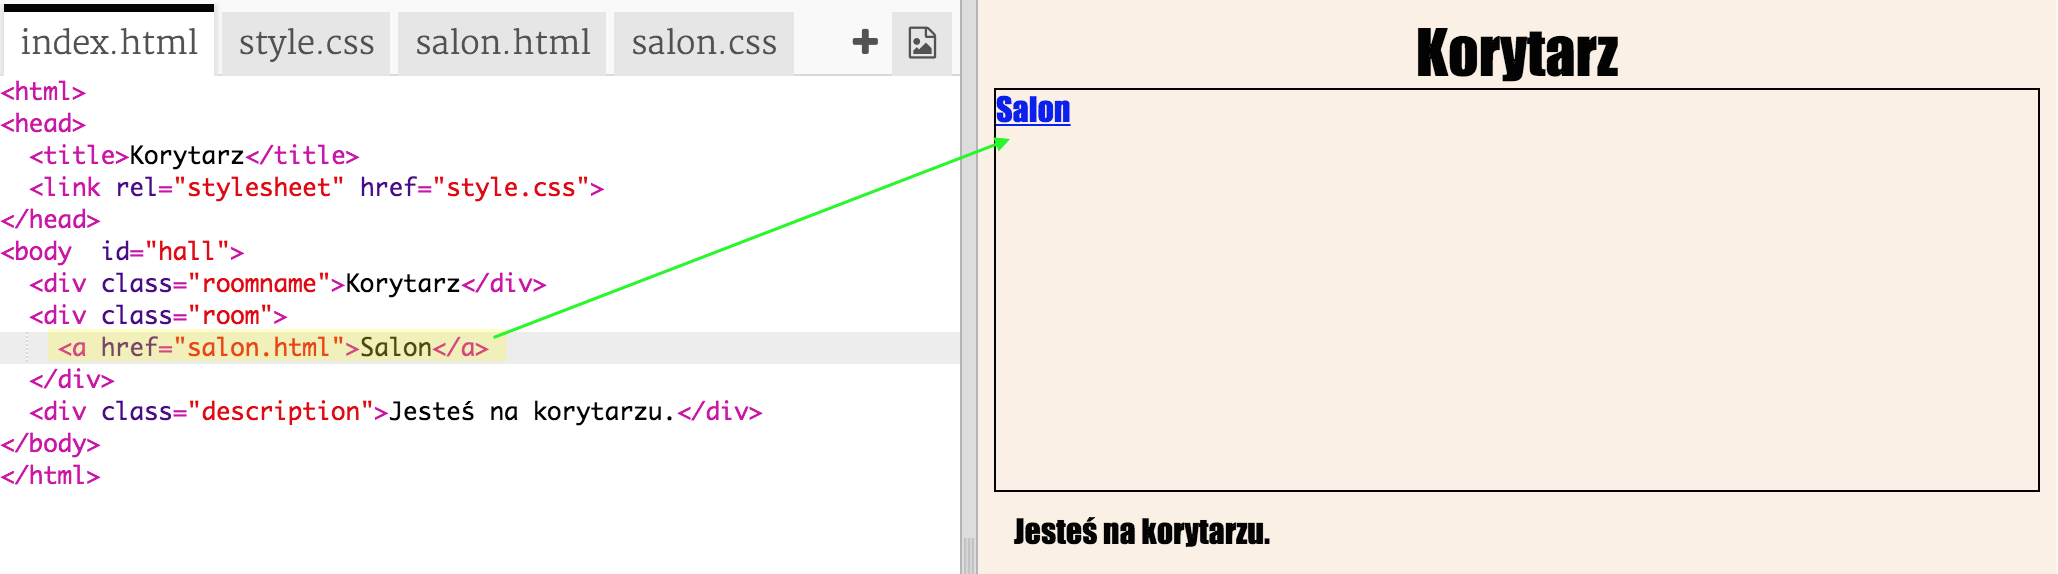 index.html style.css salon.html salon.css
<html>
<head>
<title>Korytarz</title>
<link rel="stylesheet" href="style.css">
</head>
<body  id="hall">
<div class="roomname">Korytarz</div>
<div class="room">
<a href="salon.html">Salon</a>
</div>
<div class="description">Jesteś na korytarzu.</div>
</body>
</html>
Korytarz
Salon
Jesteś na korytarzu.